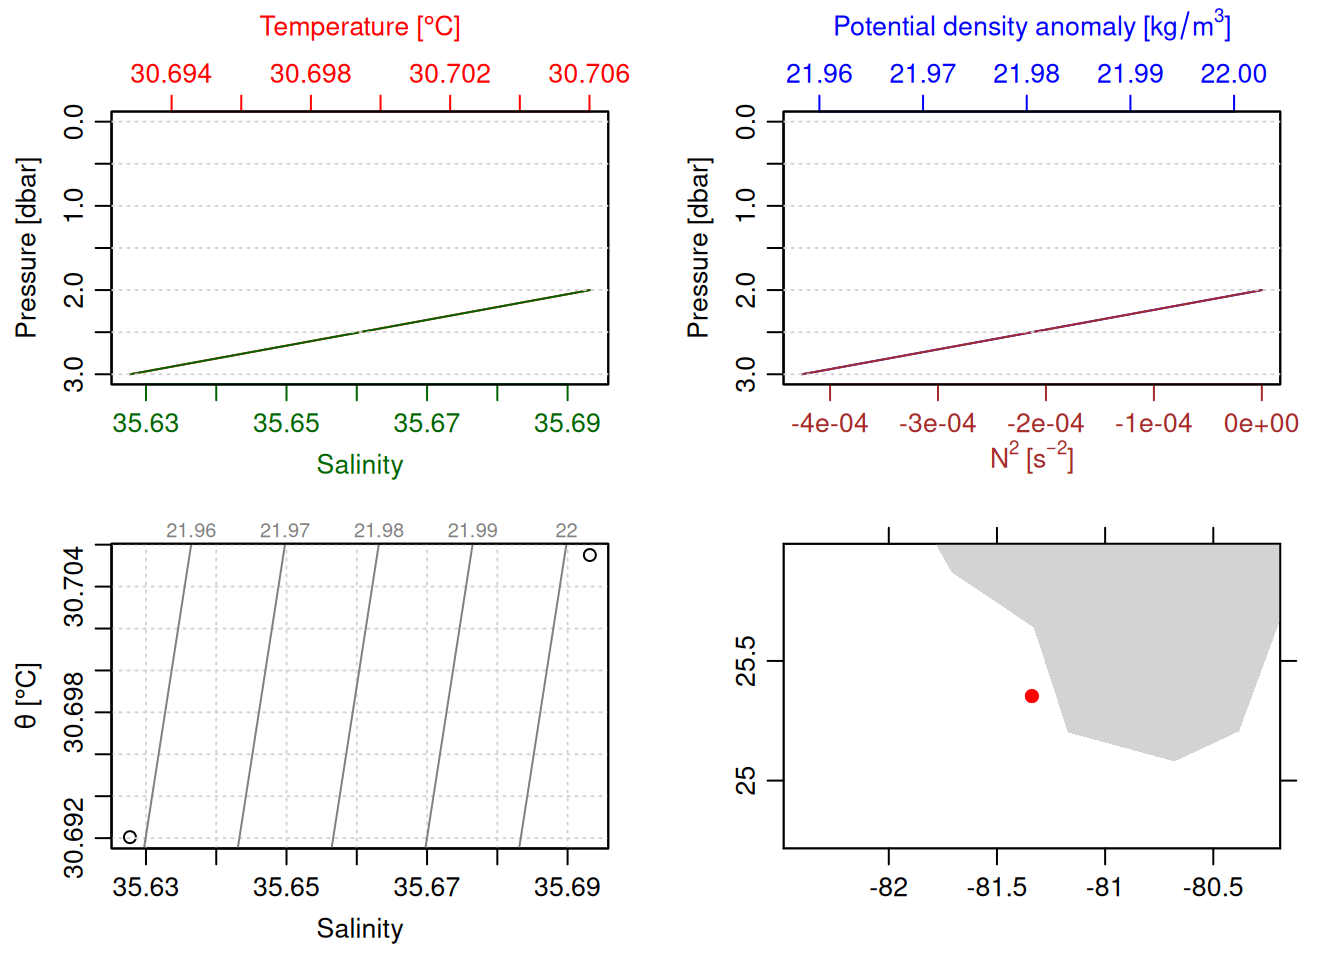 Temperature [°C]
30.694 30.698 30.702 30.706
Pressure [dbar]
0.0
1.0
2.0
3.0
35.63 35.65 35.67 35.69
Salinity
Potential density anomaly [kg/m³]
21.96 21.97 21.98 21.99 22.00
Pressure [dbar]
0.0
1.0
2.0
3.0
-4e-04 -3e-04 -2e-04 -1e-04 0e+00
N² [s⁻²]
21.96 21.97 21.98 21.99 22
θ [°C]
30.704
30.698
30.692
35.63 35.65 35.67 35.69
Salinity
25.5
25
-82 -81.5 -81 -80.5